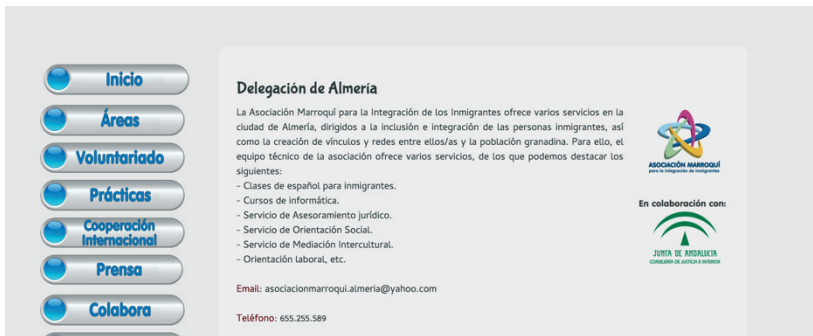 Inicio
Áreas
Voluntariado
Prácticas
Cooperación
Internacional
Prensa
Colabora
Delegación de Almería
La Asociación Marroquí para la Integración de los Inmigrantes ofrece varios servicios en la
ciudad de Almería, dirigidos a la inclusión e integración de las personas inmigrantes, así
como la creación de vínculos y redes entre ellos/as y la población granadina. Para ello, el
equipo técnico de la asociación ofrece varios servicios, de los que podemos destacar los
siguientes:
- Clases de español para inmigrantes.
- Cursos de informática.
- Servicio de Asesoramiento jurídico.
- Servicio de Orientación Social.
- Servicio de Mediación Intercultural.
- Orientación laboral, etc.
Email: asociacionmarroqui.almeria@yahoo.com
Teléfono: 655.255.589
ASOCIACIÓN MARROQUÍ
para la integración de inmigrantes
En colaboración con:
JUNTA DE ANDALUCIA
CONSEJERÍA DE JUSTICIA E INTERIOR